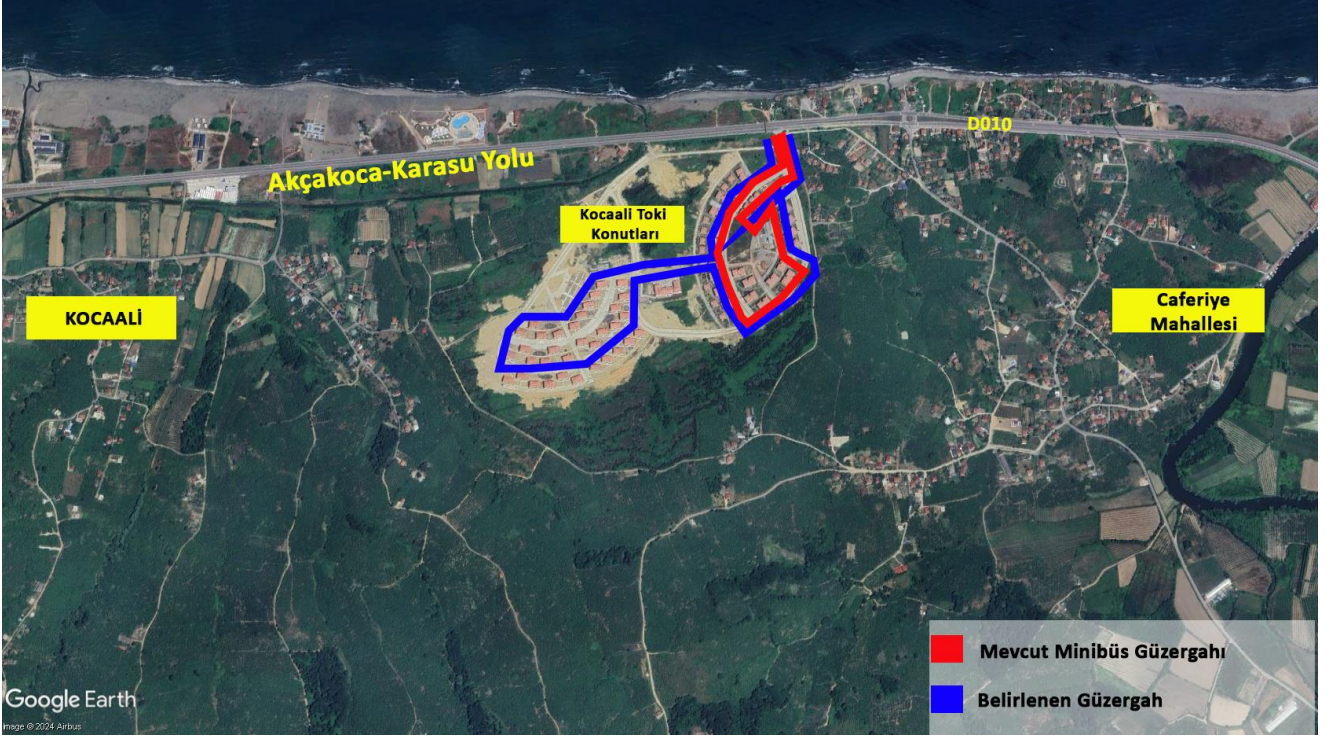 D010
Akçakoca-Karasu Yolu
Kocaali Toki
Konutları
KOCAALİ
Caferiye
Mahallesi
Mevcut Minibüs Güzergahı
Belirlenen Güzergah
Google Earth
Image © 2024 Airbus